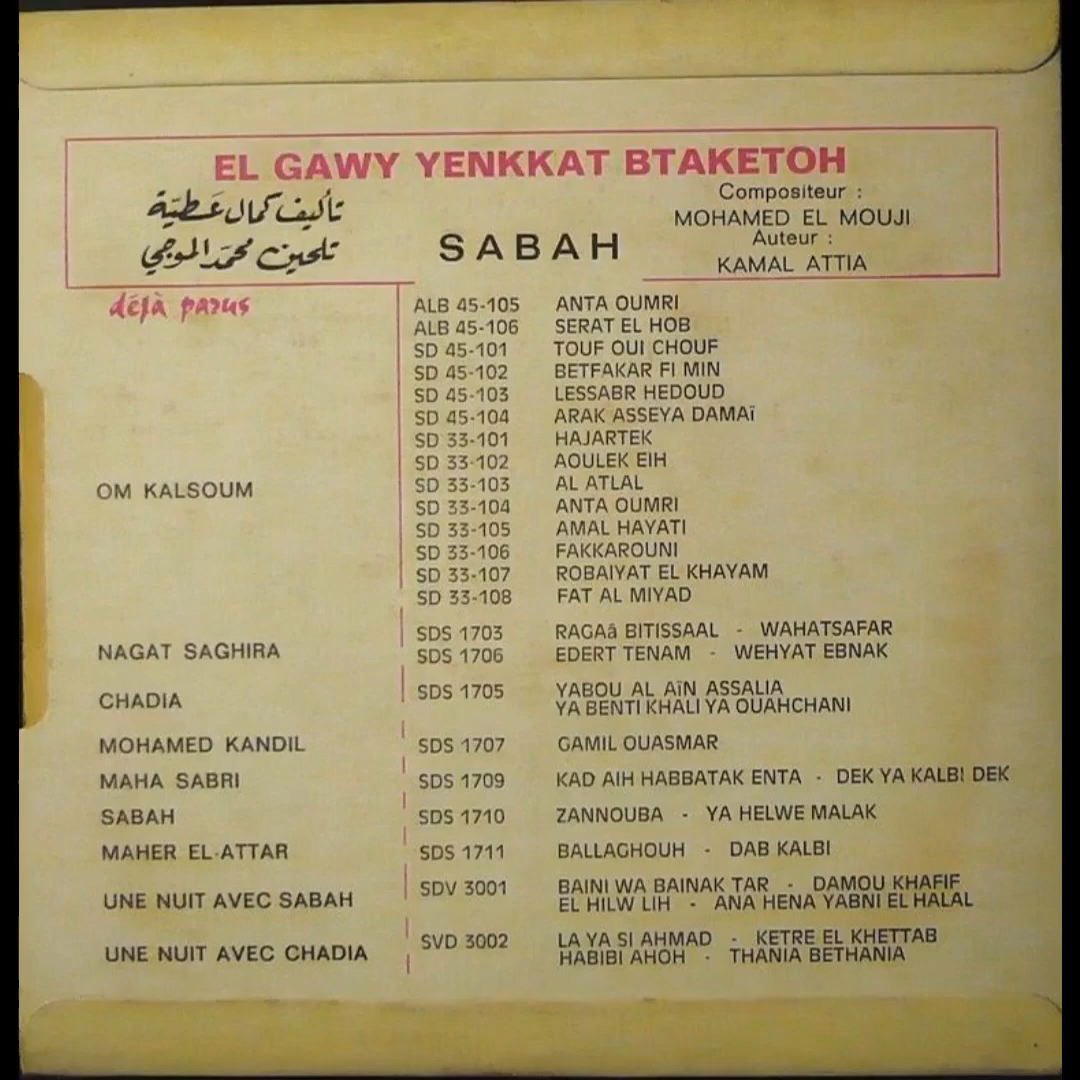 EL GAWY YENKKAT BTAKETOH
تأليف كمال عطيّة
تلحين محمّد الموجي
SABAH
Compositeur :
MOHAMED EL MOUJI
Auteur :
KAMAL ATTIA
déjà parus
OM KALSOUM
ALB 45-105 ANTA OUMRI
ALB 45-106 SERAT EL HOB
SD 45-101 TOUF OUI CHOUF
SD 45-102 BETFAKAR FI MIN
SD 45-103 LESSABR HEDOUD
SD 45-104 ARAK ASSEYA DAMAï
SD 33-101 HAJARTEK
SD 33-102 AOULEK EIH
SD 33-103 AL ATLAL
SD 33-104 ANTA OUMRI
SD 33-105 AMAL HAYATI
SD 33-106 FAKKAROUNI
SD 33-107 ROBAIYAT EL KHAYAM
SD 33-108 FAT AL MIYAD
NAGAT SAGHIRA
SDS 1703 RAGAâ BITISSAAL - WAHATSAFAR
SDS 1706 EDERT TENAM - WEHYAT EBNAK
CHADIA
SDS 1705 YABOU AL AïN ASSALIA
YA BENTI KHALI YA OUAHCHANI
MOHAMED KANDIL SDS 1707 GAMIL OUASMAR
MAHA SABRI SDS 1709 KAD AIH HABBATAK ENTA - DEK YA KALBI DEK
SABAH SDS 1710 ZANNOUBA - YA HELWE MALAK
MAHER EL-ATTAR SDS 1711 BALLAGHOUH - DAB KALBI
UNE NUIT AVEC SABAH
SDV 3001 BAINI WA BAINAK TAR - DAMOU KHAFIF
EL HILW LIH - ANA HENA YABNI EL HALAL
UNE NUIT AVEC CHADIA
SVD 3002 LA YA SI AHMAD - KETRE EL KHETTAB
HABIBI AHOH - THANIA BETHANIA